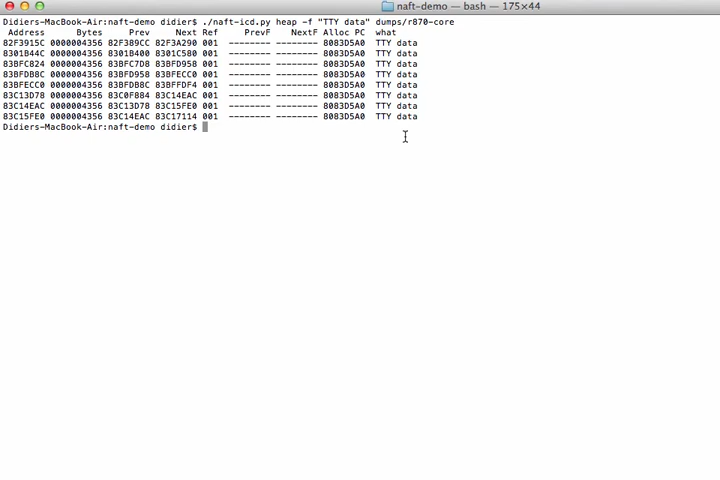 naft-demo — bash — 175×44
Didiers-MacBook-Air:naft-demo didier$ ./naft-icd.py heap -f "TTY data" dumps/r870-core
Address Bytes Prev Next Ref PrevF NextF Alloc PC what
82F3915C 0000004356 82F389CC 82F3A290 001 -------- -------- 8083D5A0 TTY data
8301B44C 0000004356 8301B400 8301C580 001 -------- -------- 8083D5A0 TTY data
83BFC824 0000004356 83BFC7D8 83BFD958 001 -------- -------- 8083D5A0 TTY data
83BFDB8C 0000004356 83BFD958 83BFECC0 001 -------- -------- 8083D5A0 TTY data
83BFECC0 0000004356 83BFDB8C 83BFFDF4 001 -------- -------- 8083D5A0 TTY data
83C13D78 0000004356 83C0F884 83C14EAC 001 -------- -------- 8083D5A0 TTY data
83C14EAC 0000004356 83C13D78 83C15FE0 001 -------- -------- 8083D5A0 TTY data
83C15FE0 0000004356 83C14EAC 83C17114 001 -------- -------- 8083D5A0 TTY data
Didiers-MacBook-Air:naft-demo didier$